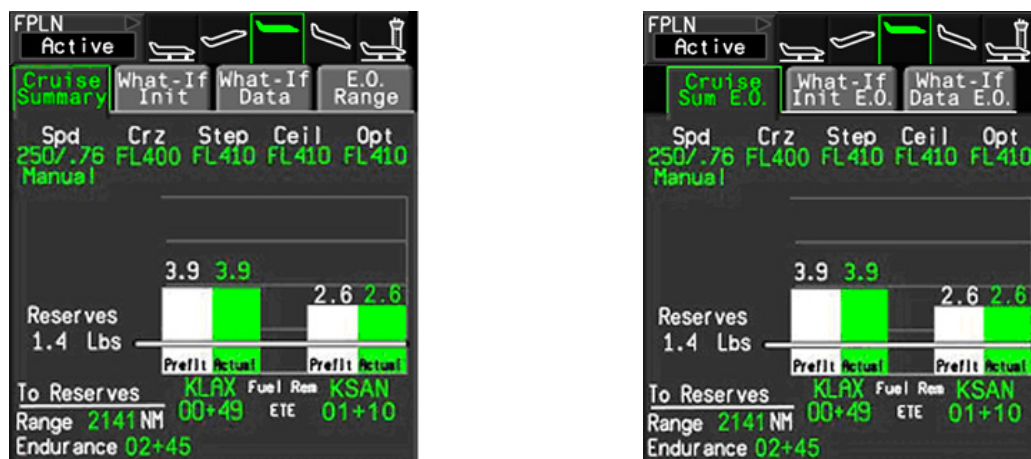 FPLN
Active
Cruise Summary What-If Init What-If Data E.O. Range
Spd Crz Step Ceil Opt
250/.76 FL400 FL410 FL410 FL410
Manual
3.9 3.9
2.6 2.6
Reserves
1.4 Lbs
Preflt Actual Preflt Actual
To Reserves KLAX Fuel Rem KSAN
Range 2141 NM 00+49 ETE 01+10
Endurance 02+45
FPLN
Active
Cruise Sum E.O. What-If Init E.O. What-If Data E.O.
Spd Crz Step Ceil Opt
250/.76 FL400 FL410 FL410 FL410
Manual
3.9 3.9
2.6 2.6
Reserves
1.4 Lbs
Preflt Actual Preflt Actual
To Reserves KLAX Fuel Rem KSAN
Range 2141 NM 00+49 ETE 01+10
Endurance 02+45